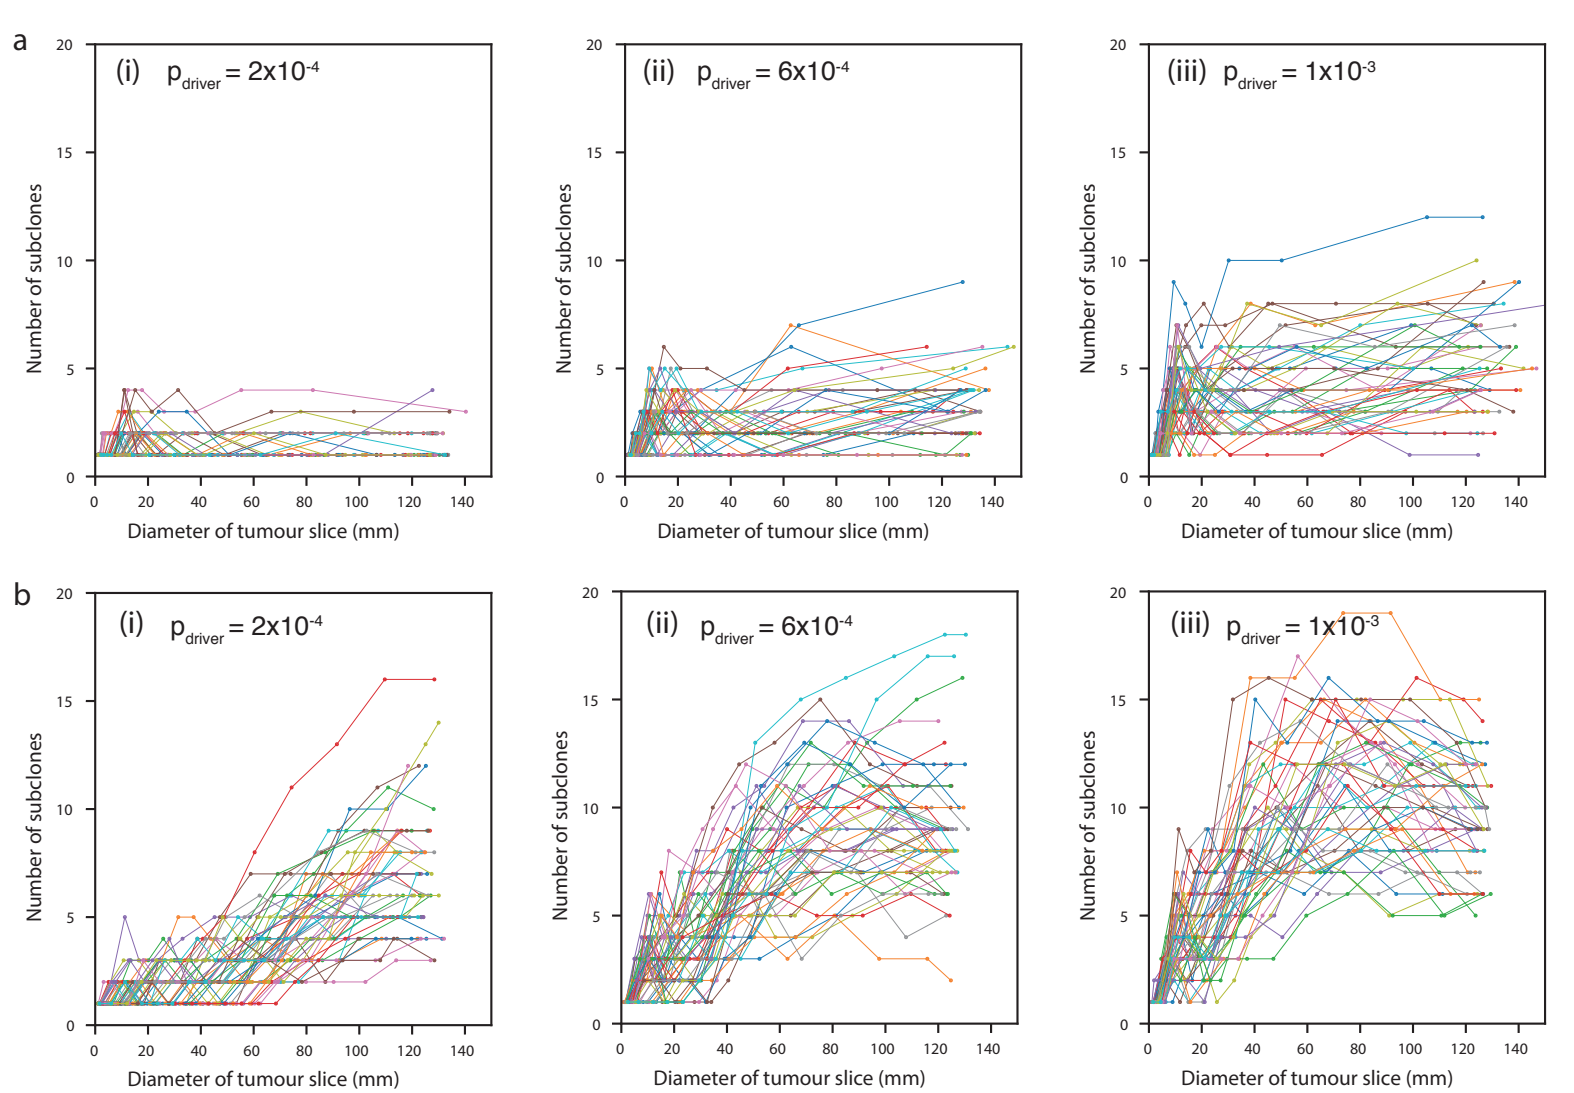 a
(i) pdriver = 2x10-4
(ii) pdriver = 6x10-4
(iii) pdriver = 1x10-3
20
15
10
5
0
Number of subclones
0 20 40 60 80 100 120 140
Diameter of tumour slice (mm)
20
15
10
5
0
Number of subclones
0 20 40 60 80 100 120 140
Diameter of tumour slice (mm)
20
15
10
5
0
Number of subclones
0 20 40 60 80 100 120 140
Diameter of tumour slice (mm)
b
(i) pdriver = 2x10-4
(ii) pdriver = 6x10-4
(iii) pdriver = 1x10-3
20
15
10
5
0
Number of subclones
0 20 40 60 80 100 120 140
Diameter of tumour slice (mm)
20
15
10
5
0
Number of subclones
0 20 40 60 80 100 120 140
Diameter of tumour slice (mm)
20
15
10
5
0
Number of subclones
0 20 40 60 80 100 120 140
Diameter of tumour slice (mm)